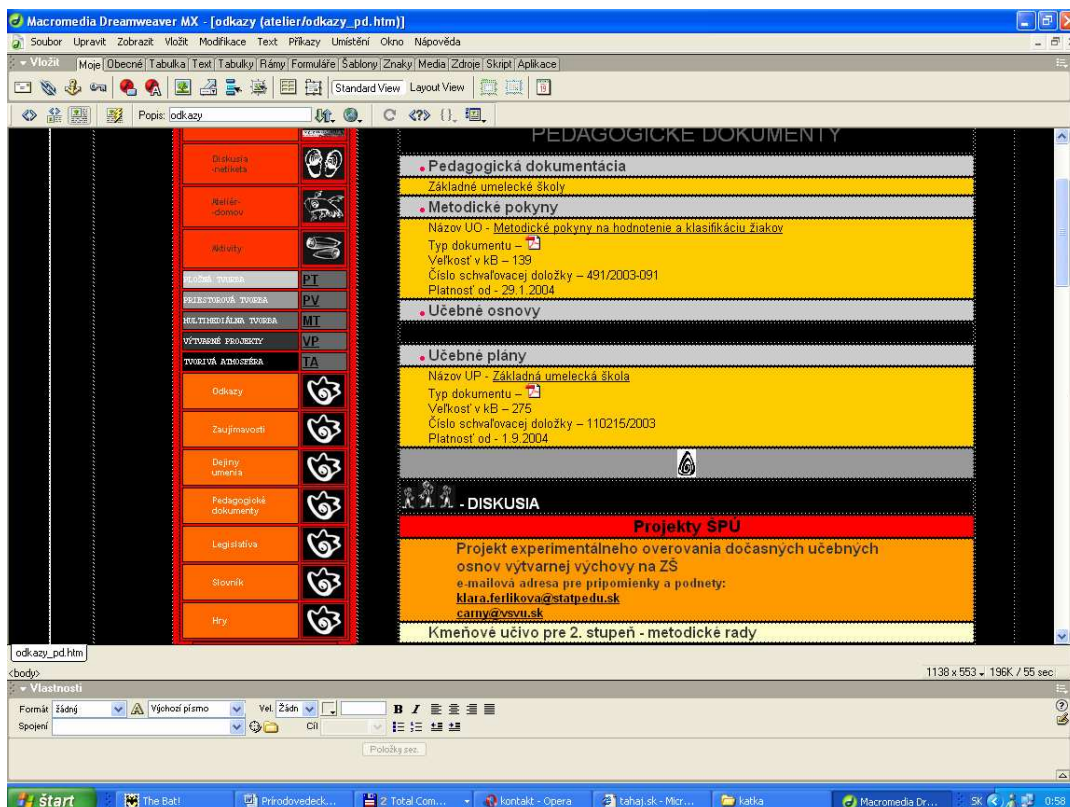 Macromedia Dreamweaver MX - [odkazy (atelier/odkazy_pd.htm)]
Soubor Upravit Zobrazit Vložit Modifikace Text Příkazy Umístění Okno Nápověda
Vložit Moje Obecné Tabulka Text Tabulky Rámy Formuláře Šablony Znaky Media Zdroje Skript Aplikace
Standard View Layout View
Popis: odkazy
PEDAGOGICKÉ DOKUMENTY
Diskusia
-netiketa
Ateliér-
-domov
Aktivity
PLOŠNÁ TVORBA PT
PRIESTOROVÁ TVORBA PV
MULTIMEDIÁLNA TVORBA MT
VÝTVARNÉ PROJEKTY VP
TVORIVÁ ATMOSFÉRA TA
Odkazy
Zaujímavosti
Dejiny
umenia
Pedagogické
dokumenty
Legislatíva
Slovník
Hry
Pedagogická dokumentácia
Základné umelecké školy
Metodické pokyny
Názov UO - Metodické pokyny na hodnotenie a klasifikáciu žiakov
Typ dokumentu –
Veľkosť v kB – 139
Číslo schvaľovacej doložky – 491/2003-091
Platnosť od - 29.1.2004
Učebné osnovy
Učebné plány
Názov UP - Základná umelecká škola
Typ dokumentu –
Veľkosť v kB – 275
Číslo schvaľovacej doložky – 110215/2003
Platnosť od - 1.9.2004
- DISKUSIA
Projekty ŠPÚ
Projekt experimentálneho overovania dočasných učebných
osnov výtvarnej výchovy na ZŠ
e-mailová adresa pre pripomienky a podnety:
klara.ferlikova@statpedu.sk
carny@vsvu.sk
Kmeňové učivo pre 2. stupeň - metodické rady
odkazy_pd.htm
<body> 1138 x 553 196K / 55 sec
Vlastnosti
Formát žádný Výchozí písmo Vel. Žádn B I
Spojení Cíl
Položky sez.
štart The Bat! Prírodovedeck... 2 Total Com... kontakt - Opera tahaj.sk - Micr... katka Macromedia Dr... SK 0:58